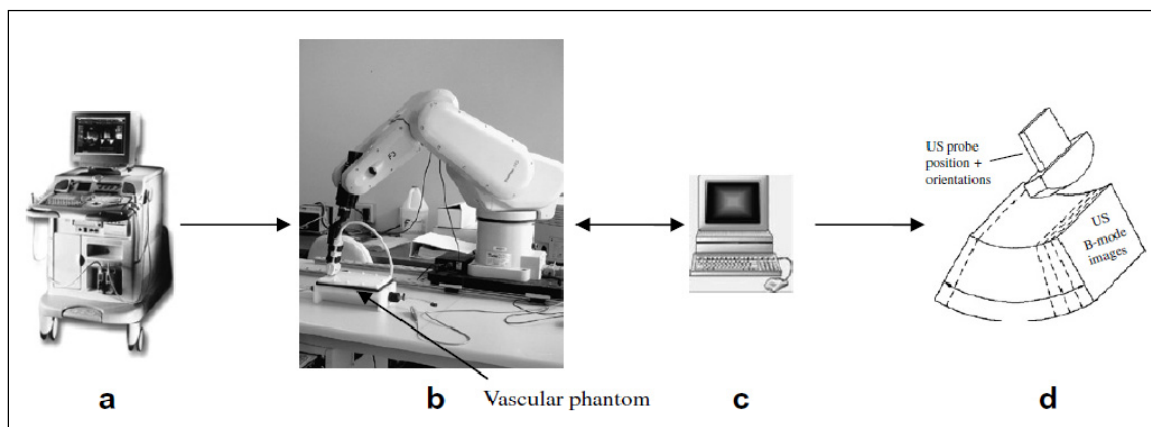 US probe
position +
orientations
US
B-mode
images
Vascular phantom
a
b
c
d